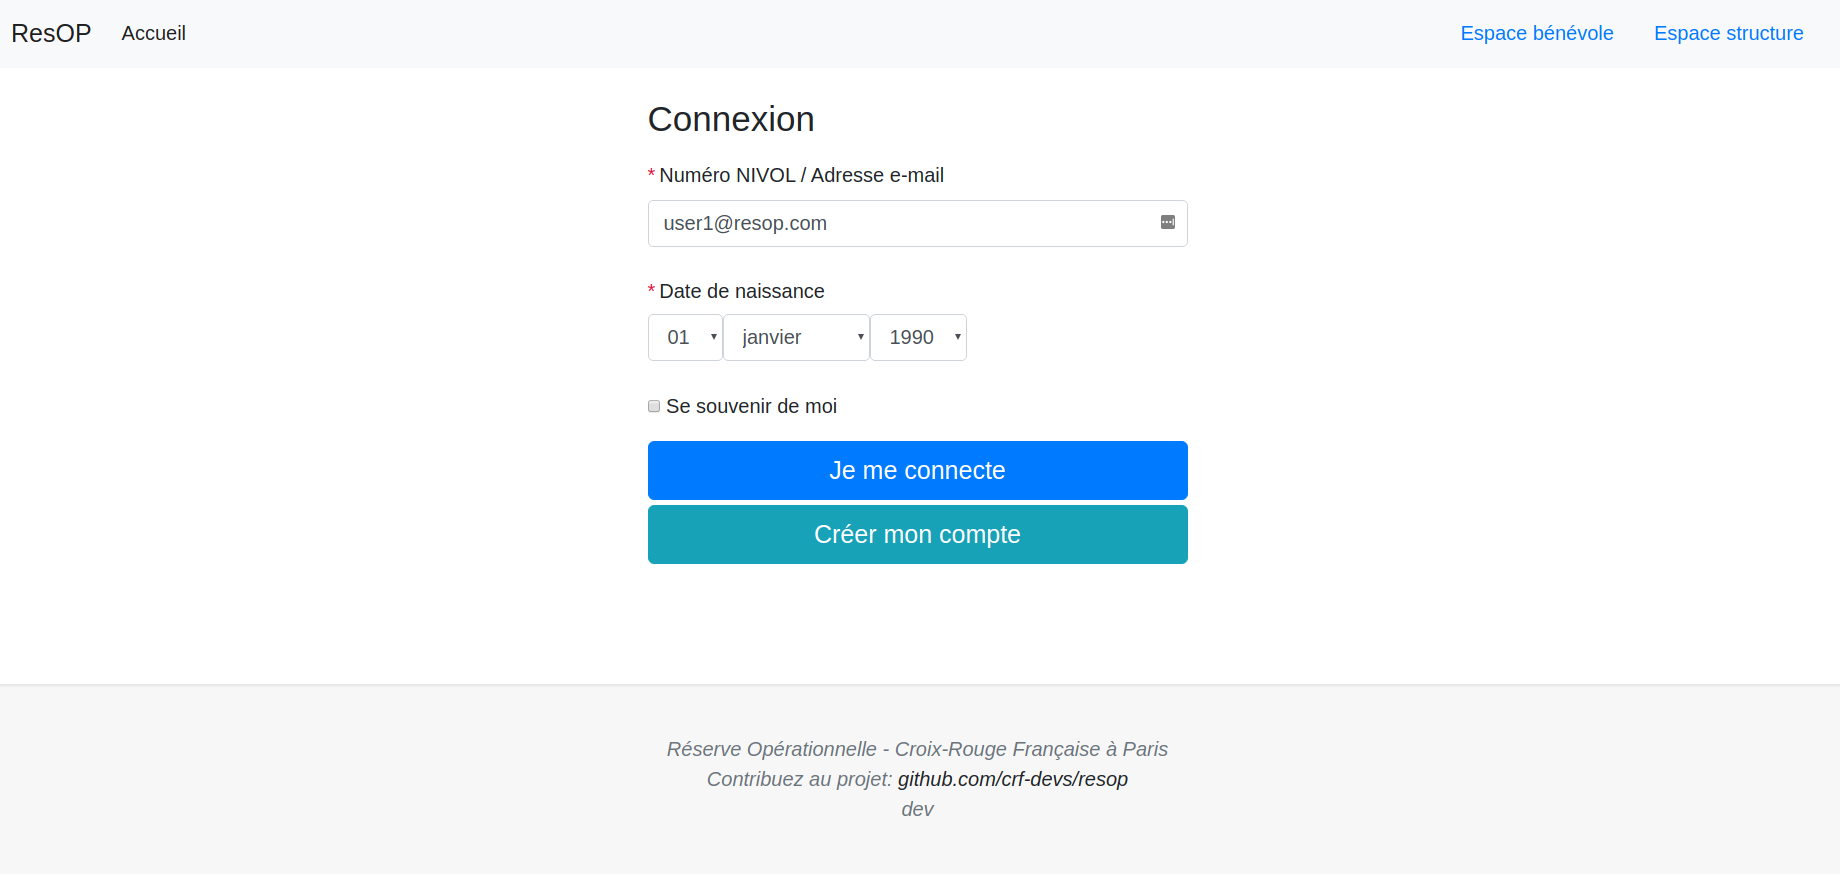 ResOP Accueil Espace bénévole Espace structure
Connexion
* Numéro NIVOL / Adresse e-mail
user1@resop.com
* Date de naissance
01 janvier 1990
Se souvenir de moi
Je me connecte
Créer mon compte
Réserve Opérationnelle - Croix-Rouge Française à Paris
Contribuez au projet: github.com/crf-devs/resop
dev